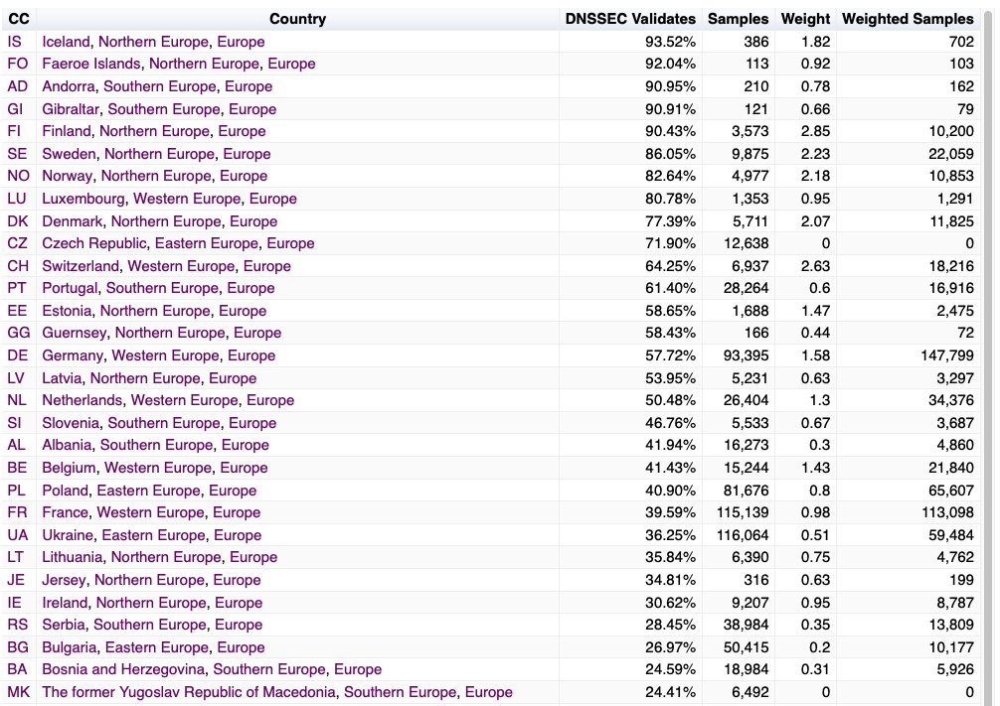 CC Country DNSSEC Validates Samples Weight Weighted Samples
IS Iceland, Northern Europe, Europe 93.52% 386 1.82 702
FO Faeroe Islands, Northern Europe, Europe 92.04% 113 0.92 103
AD Andorra, Southern Europe, Europe 90.95% 210 0.78 162
GI Gibraltar, Southern Europe, Europe 90.91% 121 0.66 79
FI Finland, Northern Europe, Europe 90.43% 3,573 2.85 10,200
SE Sweden, Northern Europe, Europe 86.05% 9,875 2.23 22,059
NO Norway, Northern Europe, Europe 82.64% 4,977 2.18 10,853
LU Luxembourg, Western Europe, Europe 80.78% 1,353 0.95 1,291
DK Denmark, Northern Europe, Europe 77.39% 5,711 2.07 11,825
CZ Czech Republic, Eastern Europe, Europe 71.90% 12,638 0 0
CH Switzerland, Western Europe, Europe 64.25% 6,937 2.63 18,216
PT Portugal, Southern Europe, Europe 61.40% 28,264 0.6 16,916
EE Estonia, Northern Europe, Europe 58.65% 1,688 1.47 2,475
GG Guernsey, Northern Europe, Europe 58.43% 166 0.44 72
DE Germany, Western Europe, Europe 57.72% 93,395 1.58 147,799
LV Latvia, Northern Europe, Europe 53.95% 5,231 0.63 3,297
NL Netherlands, Western Europe, Europe 50.48% 26,404 1.3 34,376
SI Slovenia, Southern Europe, Europe 46.76% 5,533 0.67 3,687
AL Albania, Southern Europe, Europe 41.94% 16,273 0.3 4,860
BE Belgium, Western Europe, Europe 41.43% 15,244 1.43 21,840
PL Poland, Eastern Europe, Europe 40.90% 81,676 0.8 65,607
FR France, Western Europe, Europe 39.59% 115,139 0.98 113,098
UA Ukraine, Eastern Europe, Europe 36.25% 116,064 0.51 59,484
LT Lithuania, Northern Europe, Europe 35.84% 6,390 0.75 4,762
JE Jersey, Northern Europe, Europe 34.81% 316 0.63 199
IE Ireland, Northern Europe, Europe 30.62% 9,207 0.95 8,787
RS Serbia, Southern Europe, Europe 28.45% 38,984 0.35 13,809
BG Bulgaria, Eastern Europe, Europe 26.97% 50,415 0.2 10,177
BA Bosnia and Herzegovina, Southern Europe, Europe 24.59% 18,984 0.31 5,926
MK The former Yugoslav Republic of Macedonia, Southern Europe, Europe 24.41% 6,492 0 0